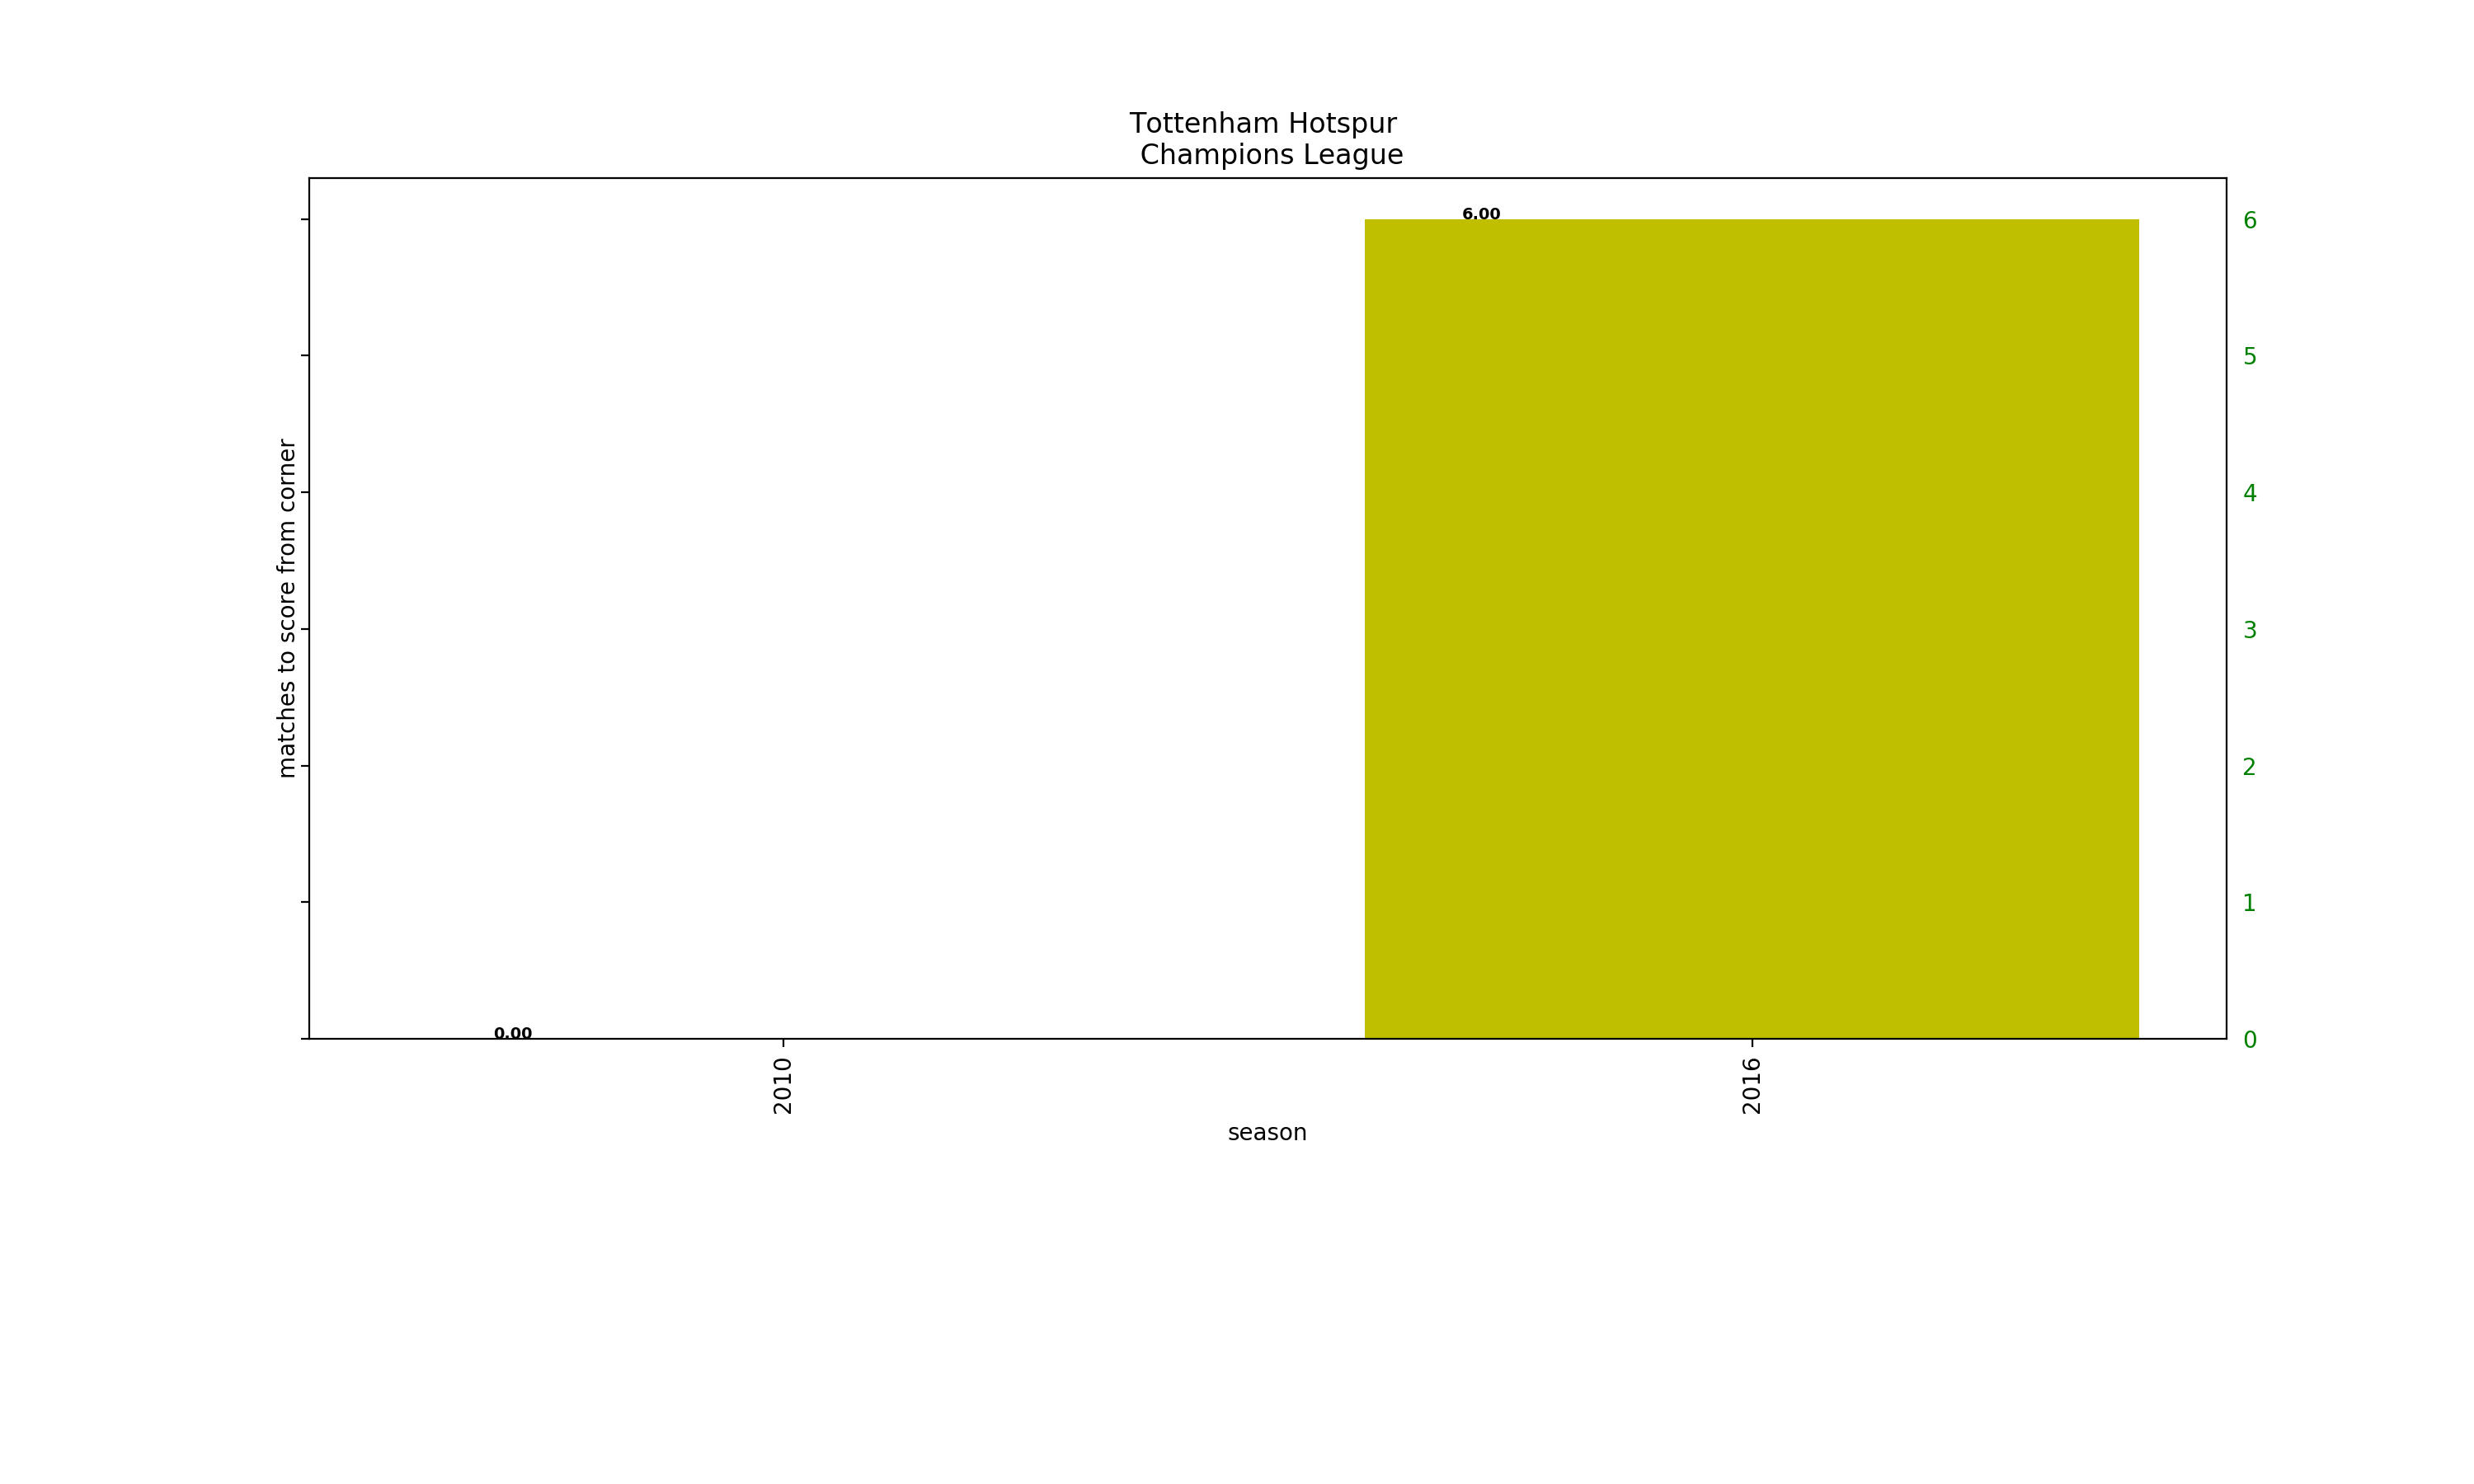 Tottenham Hotspur
Champions League
matches to score from corner
6.00
0.00
6
5
4
3
2
1
0
2010
2016
season